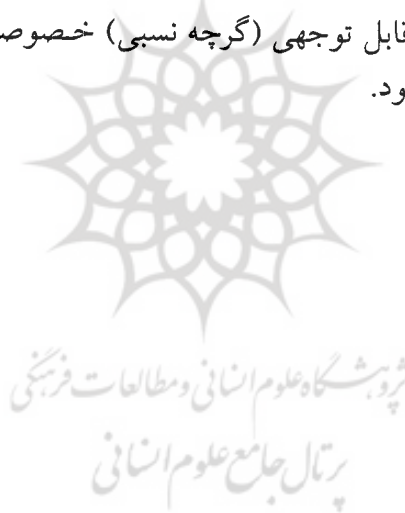 قابل توجهی (گرچه نسبی) خصوص
ود.
پژوهشگاه علوم انسانی و مطالعات فرهنگی
پرتال جامع علوم انسانی